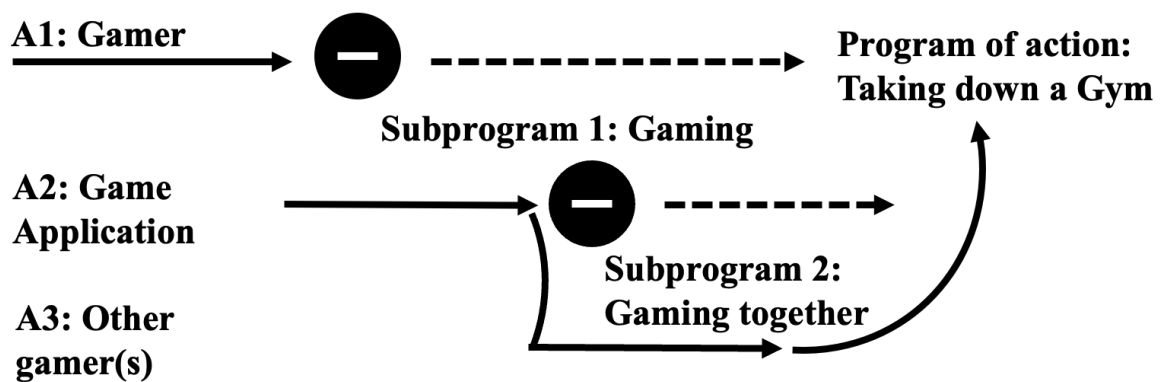 A1: Gamer
Program of action:
Taking down a Gym
Subprogram 1: Gaming
A2: Game
Application
Subprogram 2:
Gaming together
A3: Other
gamer(s)